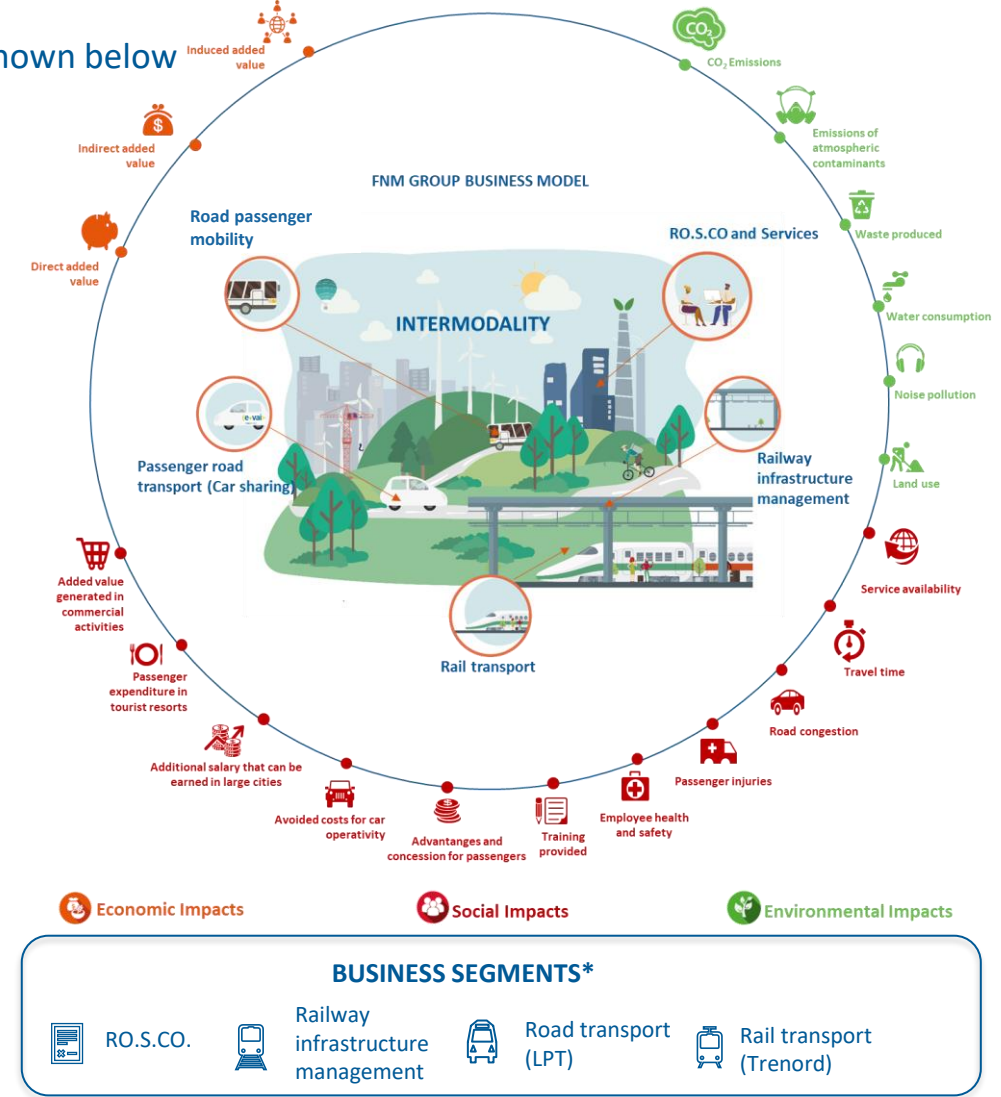 hown below
Induced added
value
CO₂
CO₂ Emissions
Indirect added
value
$
Emissions of
atmospheric
contaminants
FNM GROUP BUSINESS MODEL
Road passenger
mobility
RO.S.CO and Services
Waste produced
Direct added
value
INTERMODALITY
Water consumption
Noise pollution
Passenger road
transport (Car sharing)
Railway
infrastructure
management
Land use
Added value
generated in
commercial
activities
Service availability
Rail transport
Passenger
expenditure in
tourist resorts
Travel time
Road congestion
Additional salary that can be
earned in large cities
Passenger injuries
Avoided costs for car
operativity
Advantanges and
concession for passengers
Training
provided
Employee health
and safety
Economic Impacts
Social Impacts
Environmental Impacts
BUSINESS SEGMENTS*
RO.S.CO.
Railway
infrastructure
management
Road transport
(LPT)
Rail transport
(Trenord)